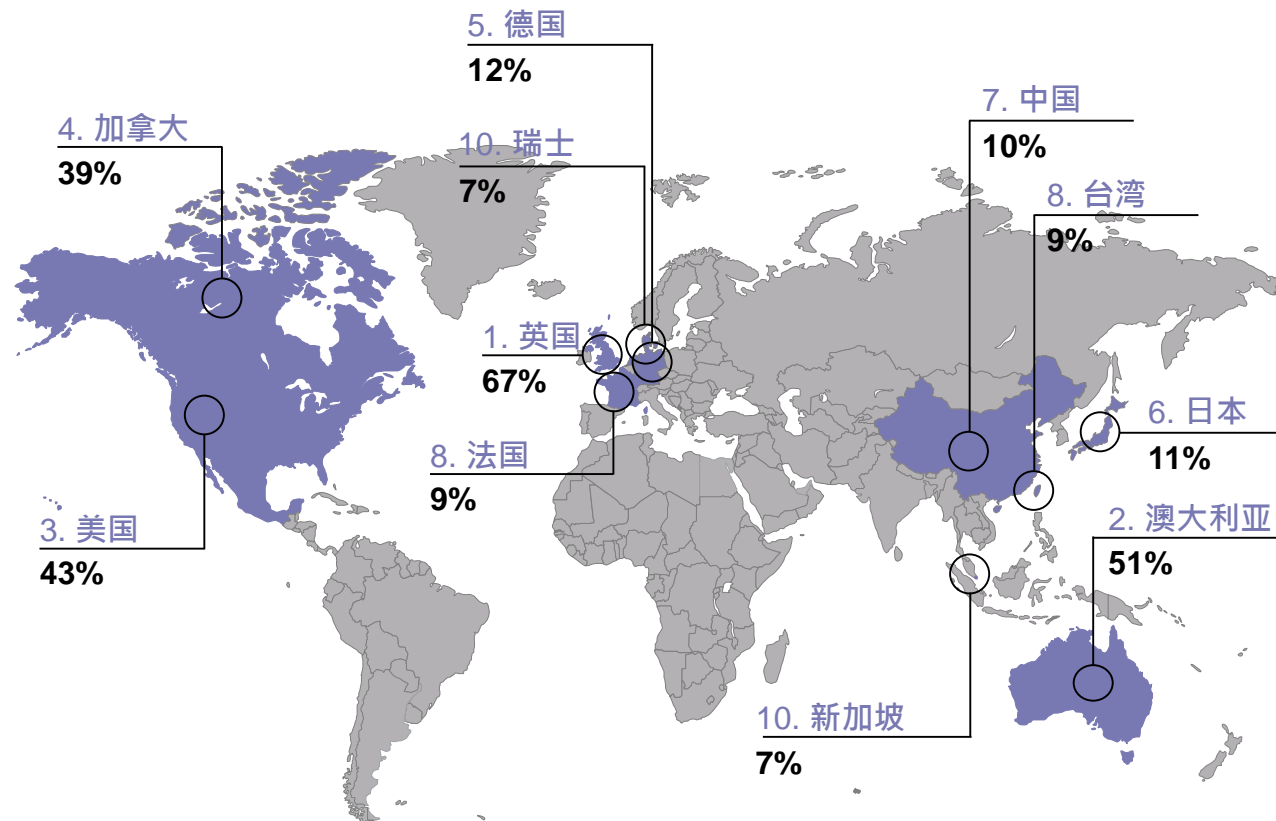 5. 德国
12%
7. 中国
10%
4. 加拿大
39%
10. 瑞士
7%
8. 台湾
9%
1. 英国
67%
6. 日本
11%
8. 法国
9%
3. 美国
43%
2. 澳大利亚
51%
10. 新加坡
7%